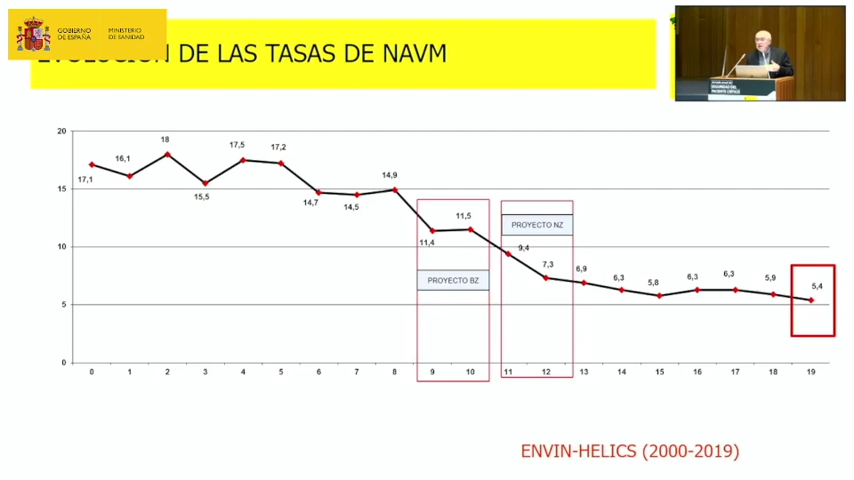 GOBIERNO
DE ESPAÑA
MINISTERIO
DE SANIDAD
EVOLUCIÓN DE LAS TASAS DE NAVM
SEGURIDAD DEL
PACIENTE CRÍTICO
20
15
10
5
0
17,1
16,1
18
15,5
17,5
17,2
14,7
14,5
14,9
11,4
11,5
9,4
7,3
6,9
6,3
5,8
6,3
6,3
5,9
5,4
PROYECTO BZ
PROYECTO NZ
0 1 2 3 4 5 6 7 8 9 10 11 12 13 14 15 16 17 18 19
ENVIN-HELICS (2000-2019)